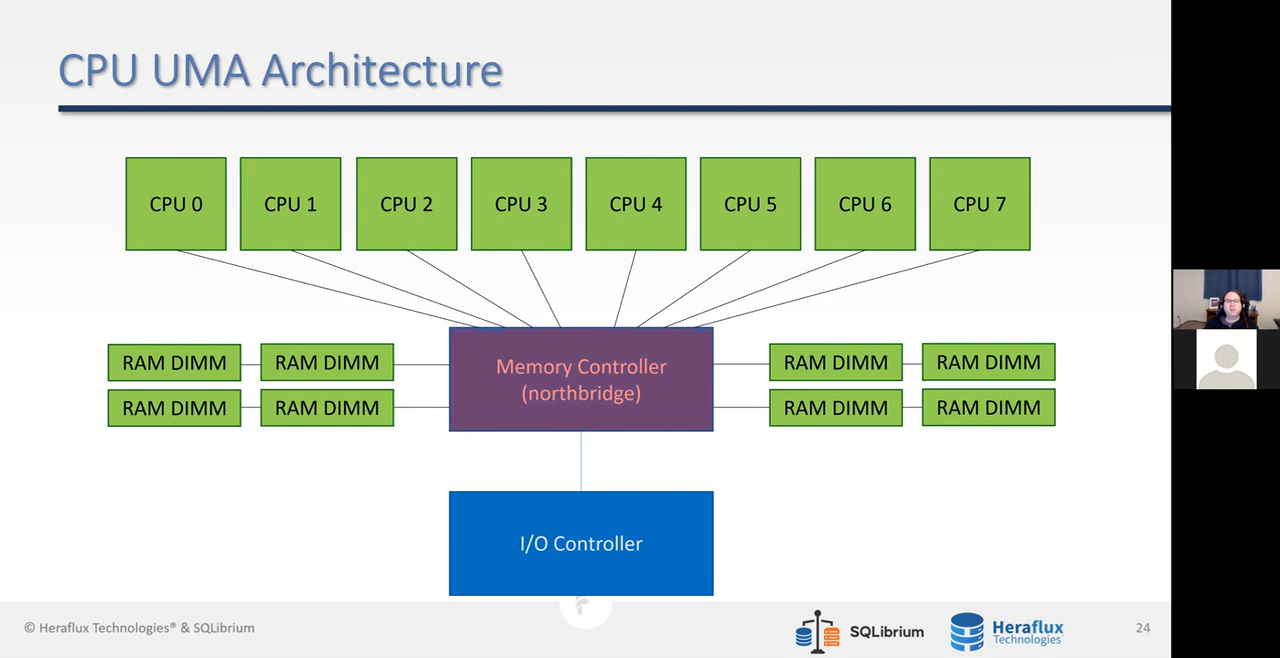 CPU UMA Architecture
CPU 0
CPU 1
CPU 2
CPU 3
CPU 4
CPU 5
CPU 6
CPU 7
RAM DIMM
RAM DIMM
Memory Controller
(northbridge)
RAM DIMM
RAM DIMM
RAM DIMM
RAM DIMM
RAM DIMM
RAM DIMM
I/O Controller
© Heraflux Technologies® & SQLibrium
SQLibrium
Heraflux
Technologies
24